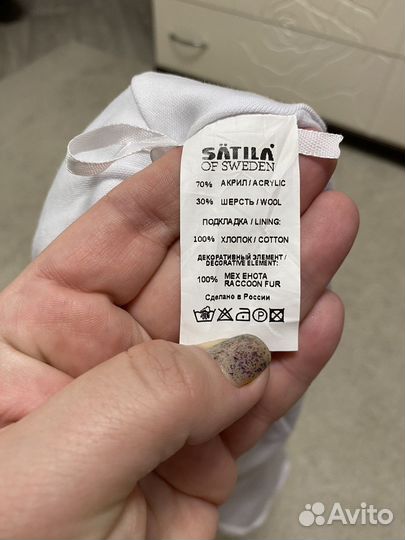 SÄTILA
OF SWEDEN
70% АКРИЛ / ACRYLIC
30% ШЕРСТЬ / WOOL
ПОДКЛАДКА / LINING:
100% ХЛОПОК / COTTON
ДЕКОРАТИВНЫЙ ЭЛЕМЕНТ /
DECORATIVE ELEMENT:
100% МЕХ ЕНОТА
RACCOON FUR
Сделано в России
P
Avito